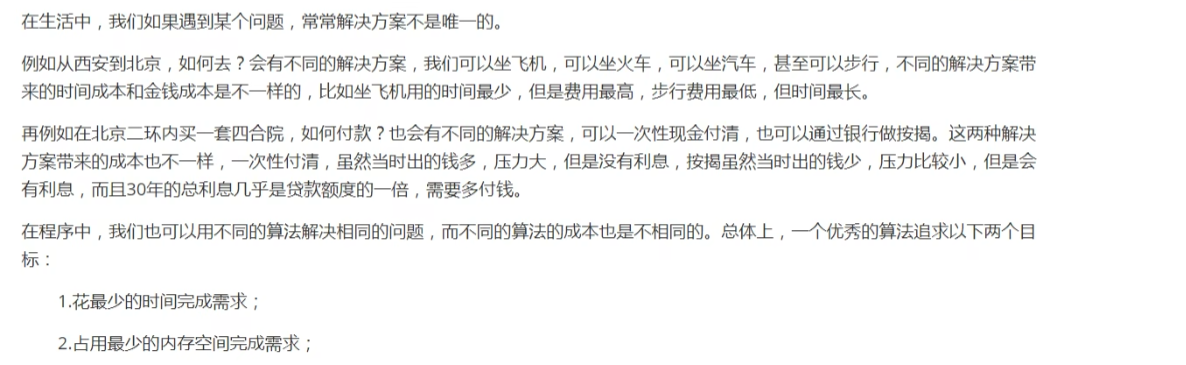 在生活中，我们如果遇到某个问题，常常解决方案不是唯一的。
例如从西安到北京，如何去？会有不同的解决方案，我们可以坐飞机，可以坐火车，可以坐汽车，甚至可以步行，不同的解决方案带
来的时间成本和金钱成本是不一样的，比如坐飞机用的时间最少，但是费用最高，步行费用最低，但时间最长。
再例如在北京二环内买一套四合院，如何付款？也会有不同的解决方案，可以一次性现金付清，也可以通过银行做按揭。这两种解决
方案带来的成本也不一样，一次性付清，虽然当时出的钱多，压力大，但是没有利息，按揭虽然当时出的钱少，压力比较小，但是会
有利息，而且30年的总利息几乎是贷款额度的一倍，需要多付钱。
在程序中，我们也可以用不同的算法解决相同的问题，而不同的算法的成本也是不相同的。总体上，一个优秀的算法追求以下两个目
标：
1.花最少的时间完成需求；
2.占用最少的内存空间完成需求；